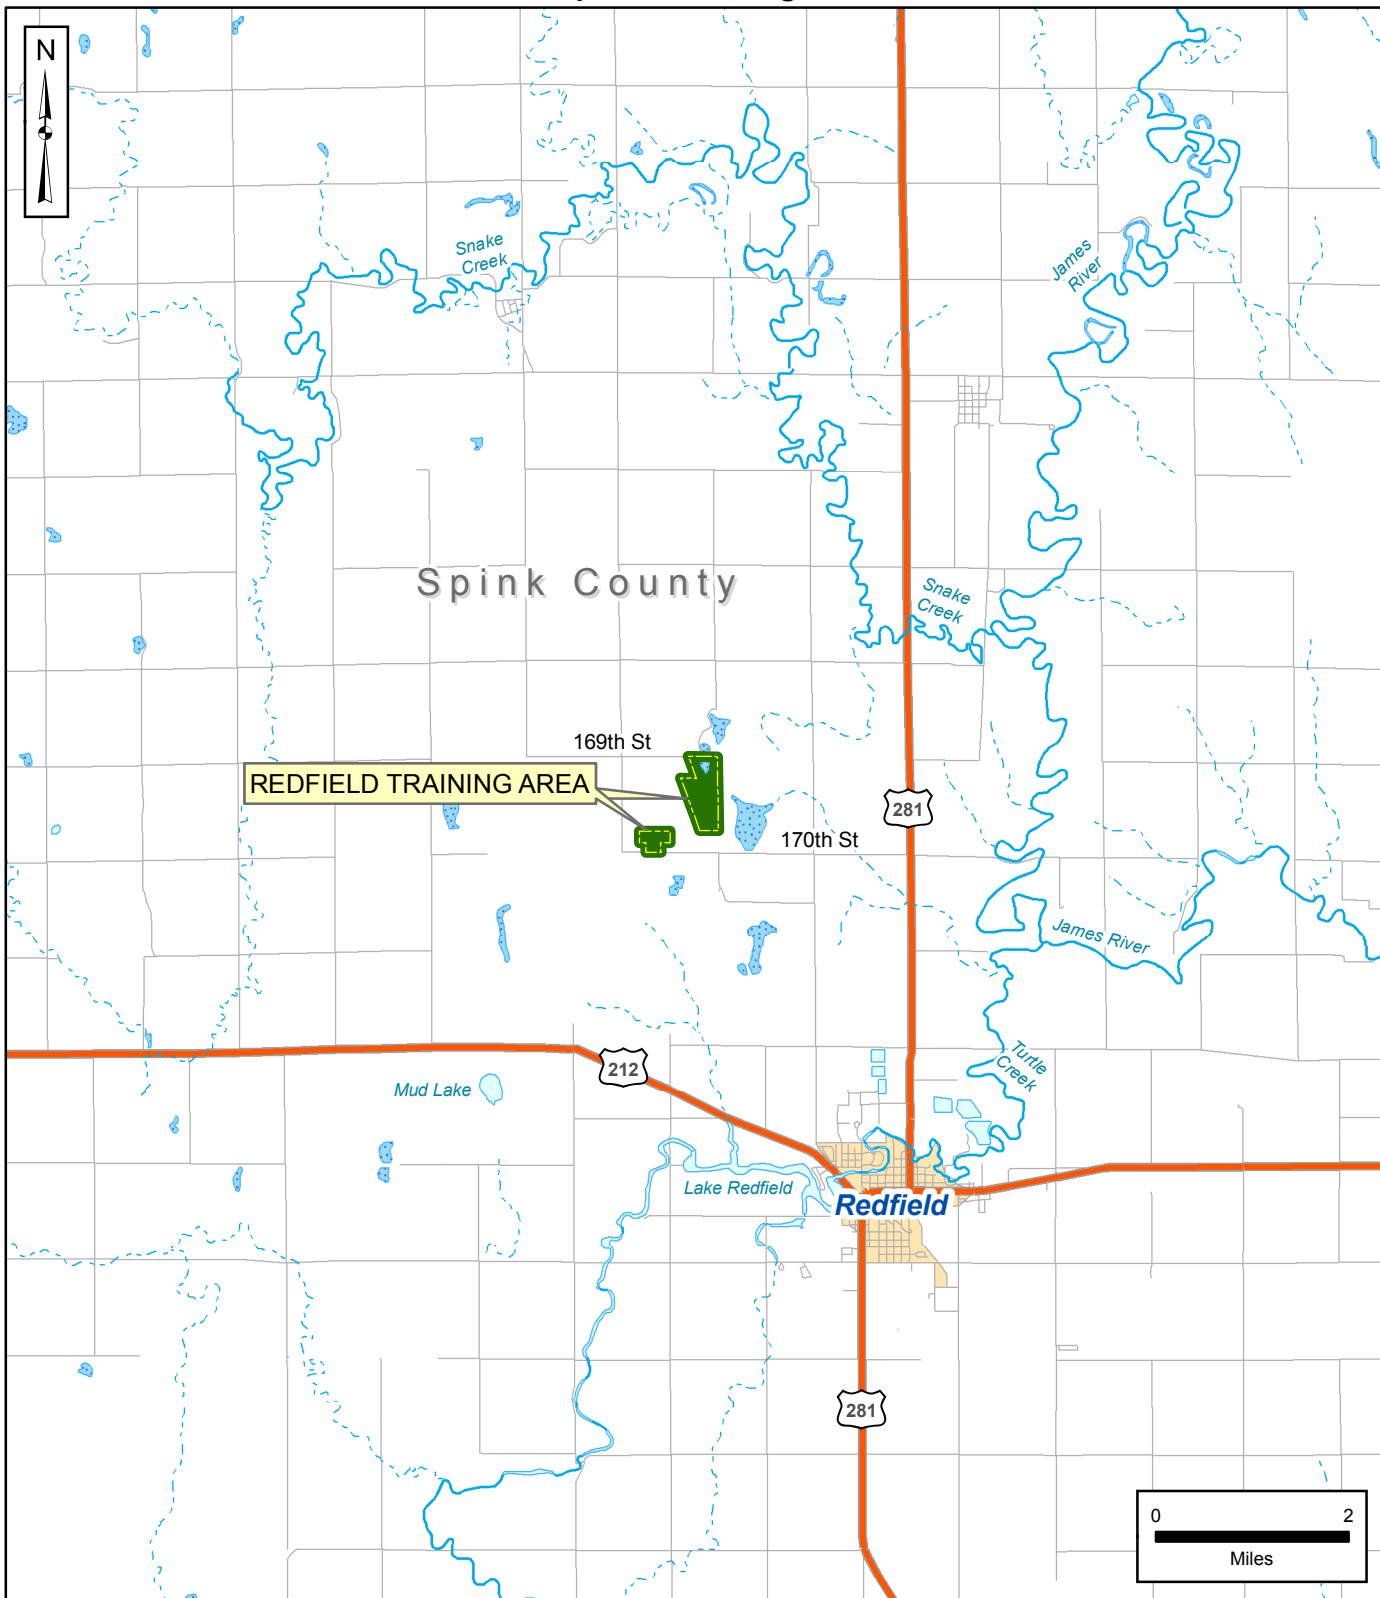 N
Snake
Creek
James
River
Spink County
Snake
Creek
169th St
REDFIELD TRAINING AREA
281
170th St
James River
Turtle
Creek
212
Mud Lake
Lake Redfield
Redfield
281
0 2
Miles